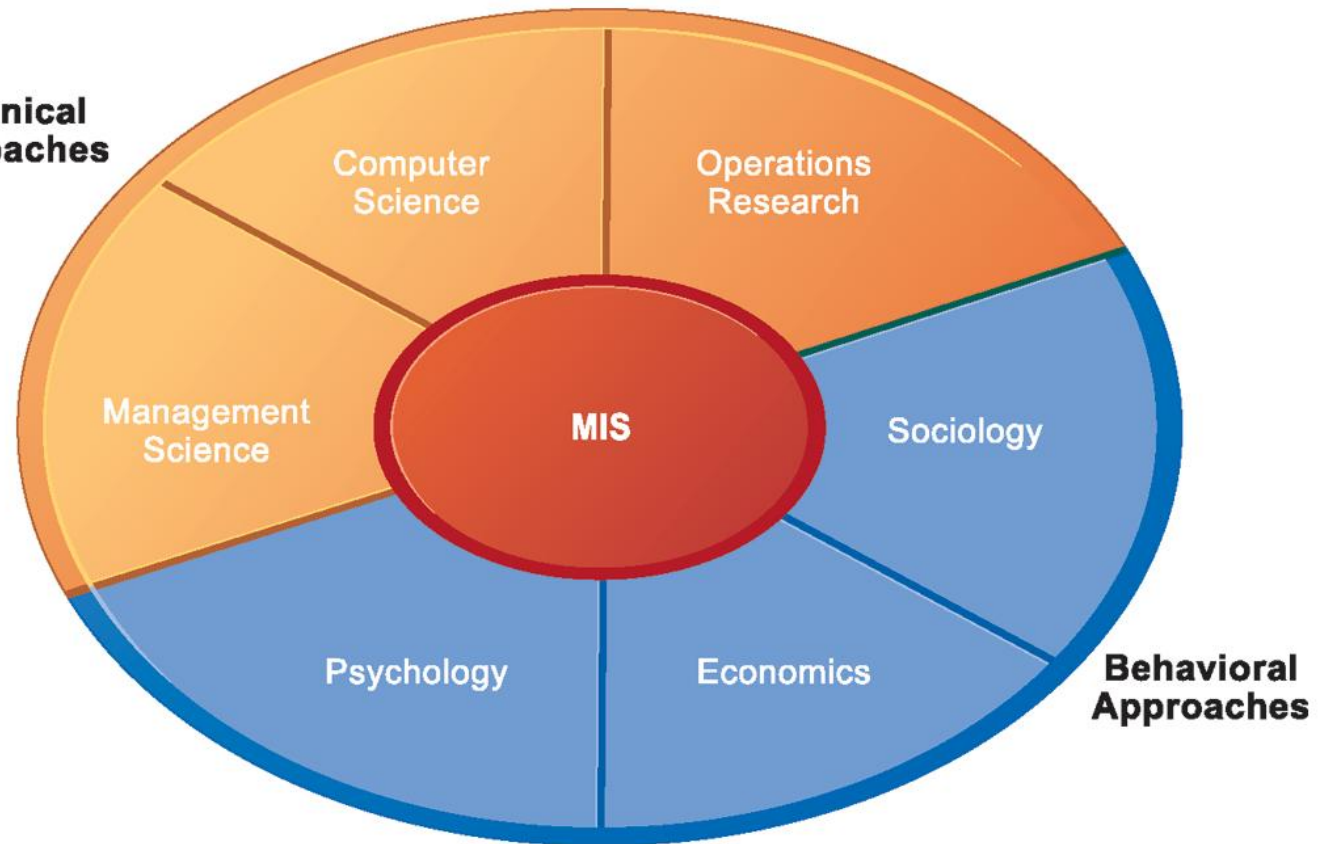 nical
oaches
Computer
Science
Operations
Research
Management
Science
MIS
Sociology
Psychology
Economics
Behavioral
Approaches